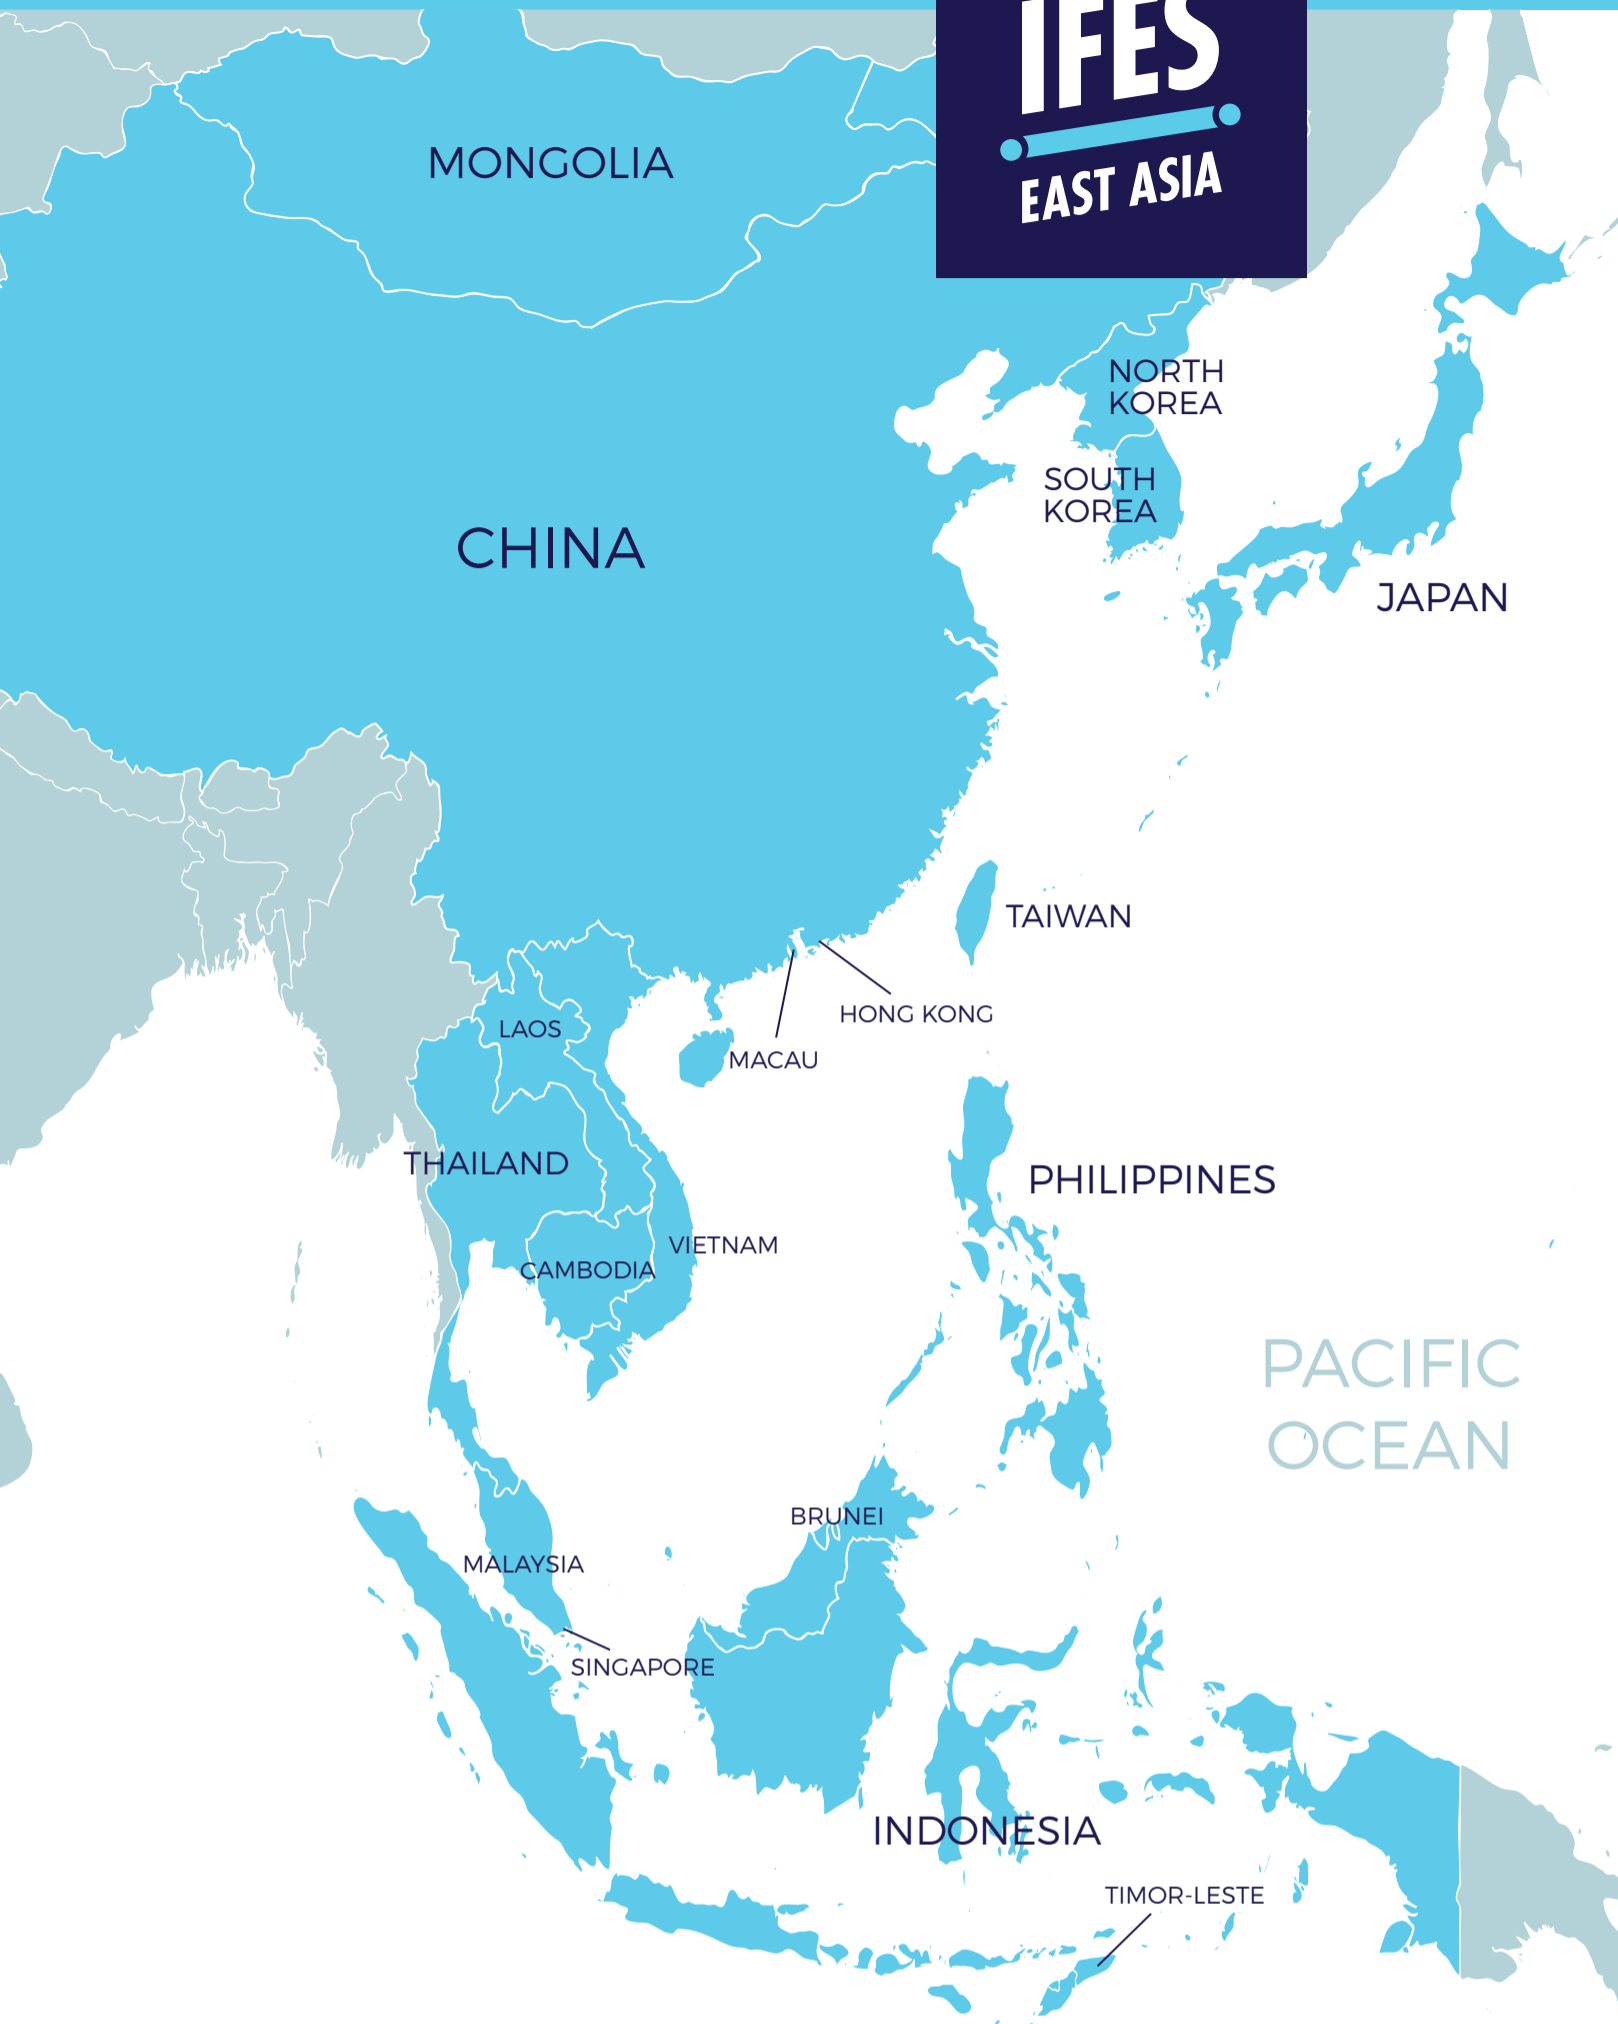 IFES
EAST ASIA
MONGOLIA
NORTH
KOREA
SOUTH
KOREA
CHINA
JAPAN
TAIWAN
HONG KONG
LAOS
MACAU
THAILAND
PHILIPPINES
VIETNAM
CAMBODIA
PACIFIC
OCEAN
BRUNEI
MALAYSIA
SINGAPORE
INDONESIA
TIMOR-LESTE